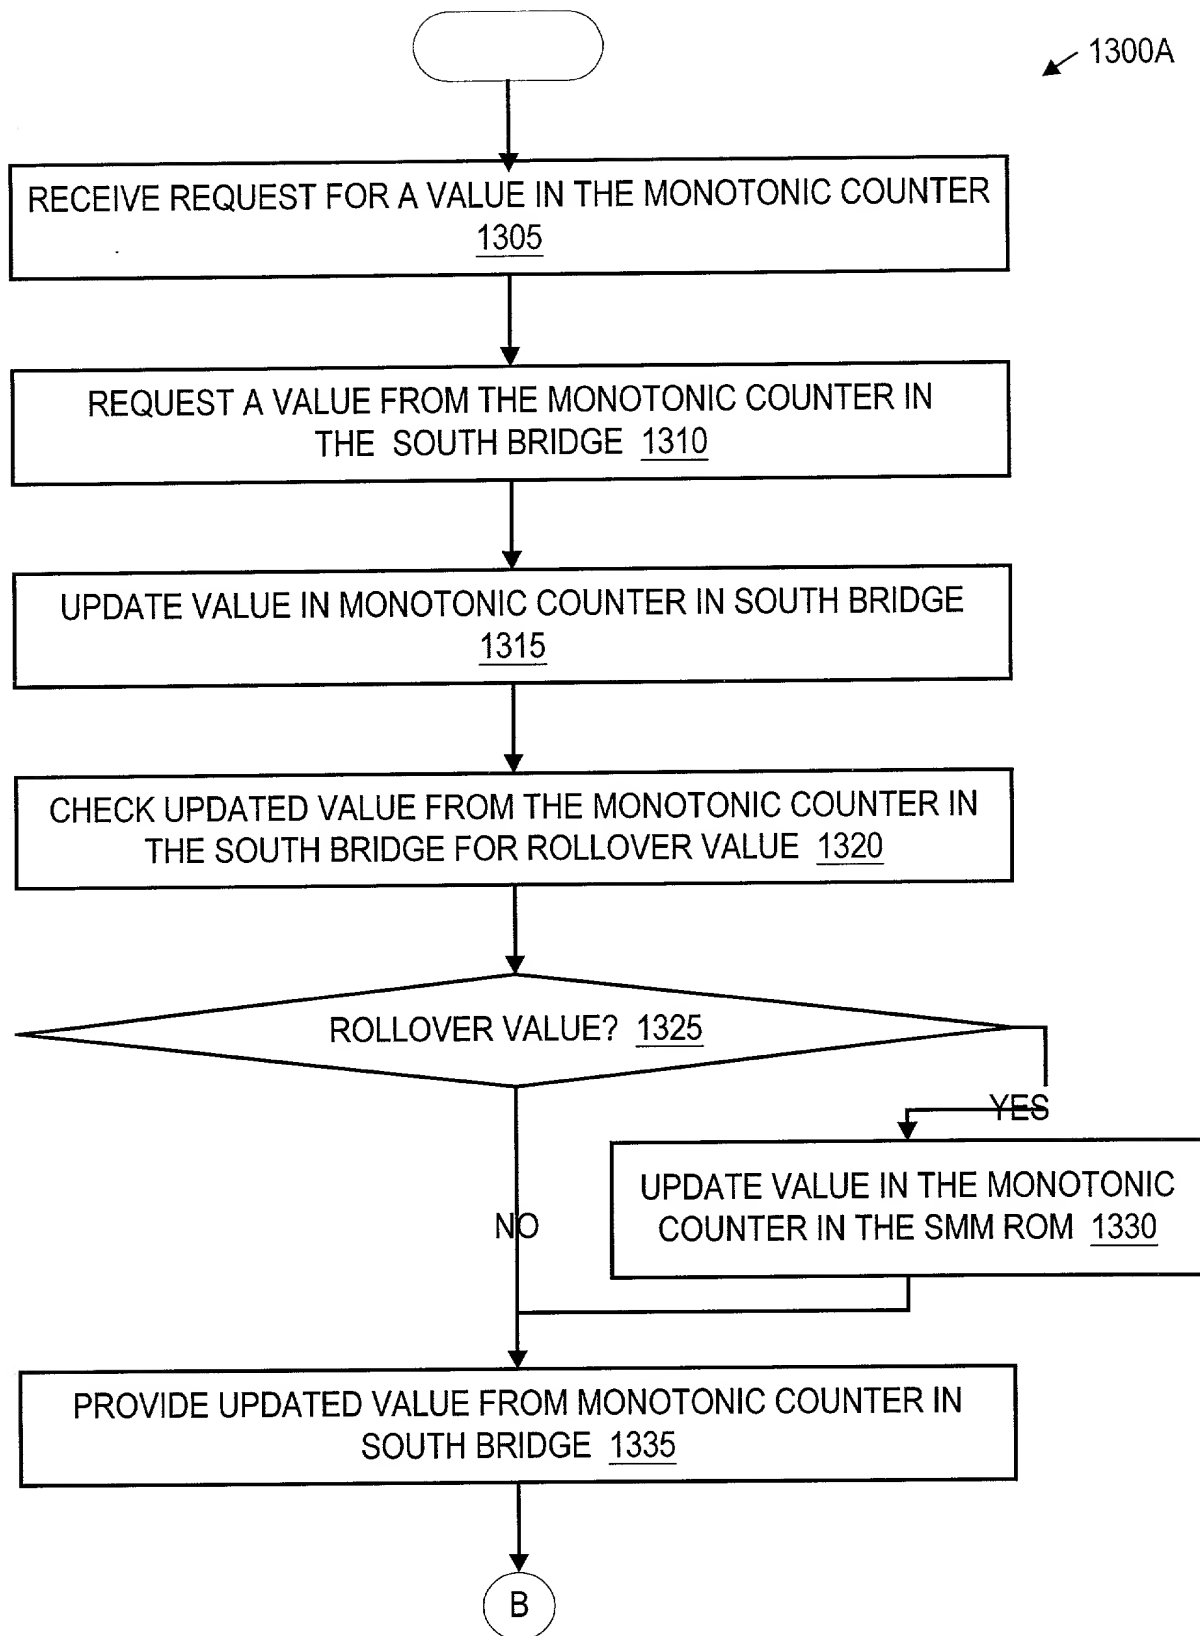 1300A
RECEIVE REQUEST FOR A VALUE IN THE MONOTONIC COUNTER
1305
REQUEST A VALUE FROM THE MONOTONIC COUNTER IN
THE SOUTH BRIDGE 1310
UPDATE VALUE IN MONOTONIC COUNTER IN SOUTH BRIDGE
1315
CHECK UPDATED VALUE FROM THE MONOTONIC COUNTER IN
THE SOUTH BRIDGE FOR ROLLOVER VALUE 1320
ROLLOVER VALUE? 1325
YES
UPDATE VALUE IN THE MONOTONIC
COUNTER IN THE SMM ROM 1330
NO
PROVIDE UPDATED VALUE FROM MONOTONIC COUNTER IN
SOUTH BRIDGE 1335
B